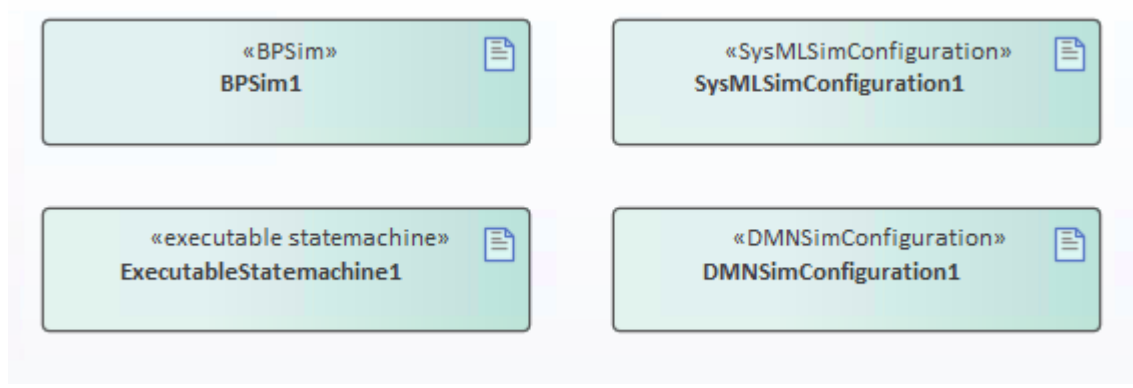 «BPSim»
BPSim1
«SysMLSimConfiguration»
SysMLSimConfiguration1
«executable statemachine»
ExecutableStatemachine1
«DMNSimConfiguration»
DMNSimConfiguration1